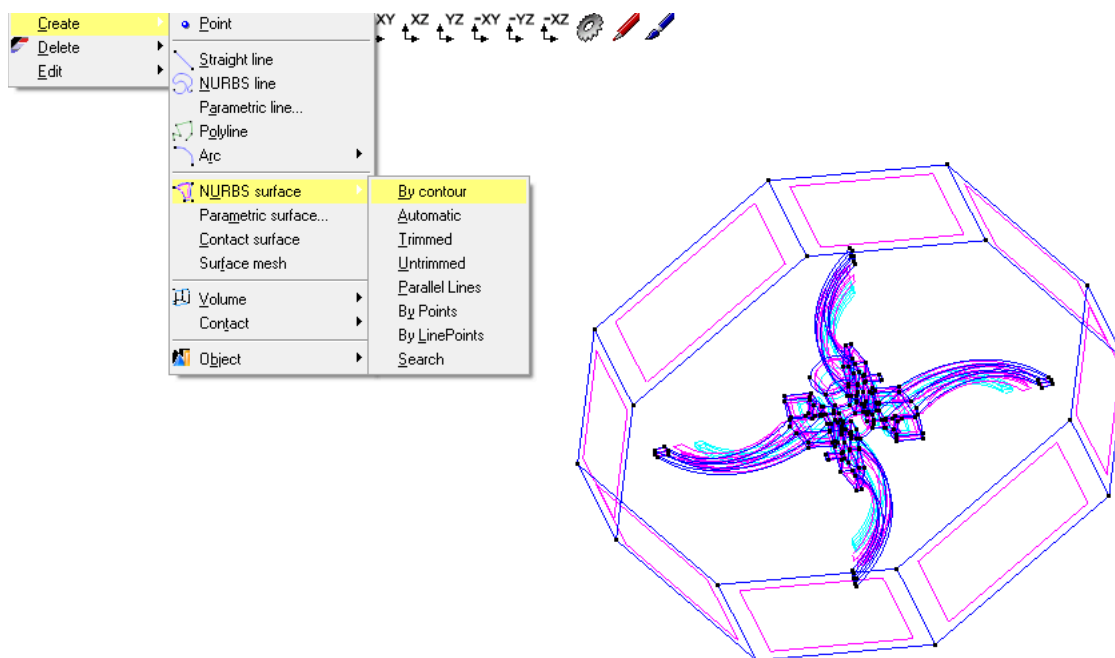 Create
Delete
Edit
Point
Straight line
NURBS line
Parametric line...
Polyline
Arc
NURBS surface
Parametric surface...
Contact surface
Surface mesh
Volume
Contact
Object
By contour
Automatic
Trimmed
Untrimmed
Parallel Lines
By Points
By LinePoints
Search
XY XZ YZ -XY -YZ -XZ